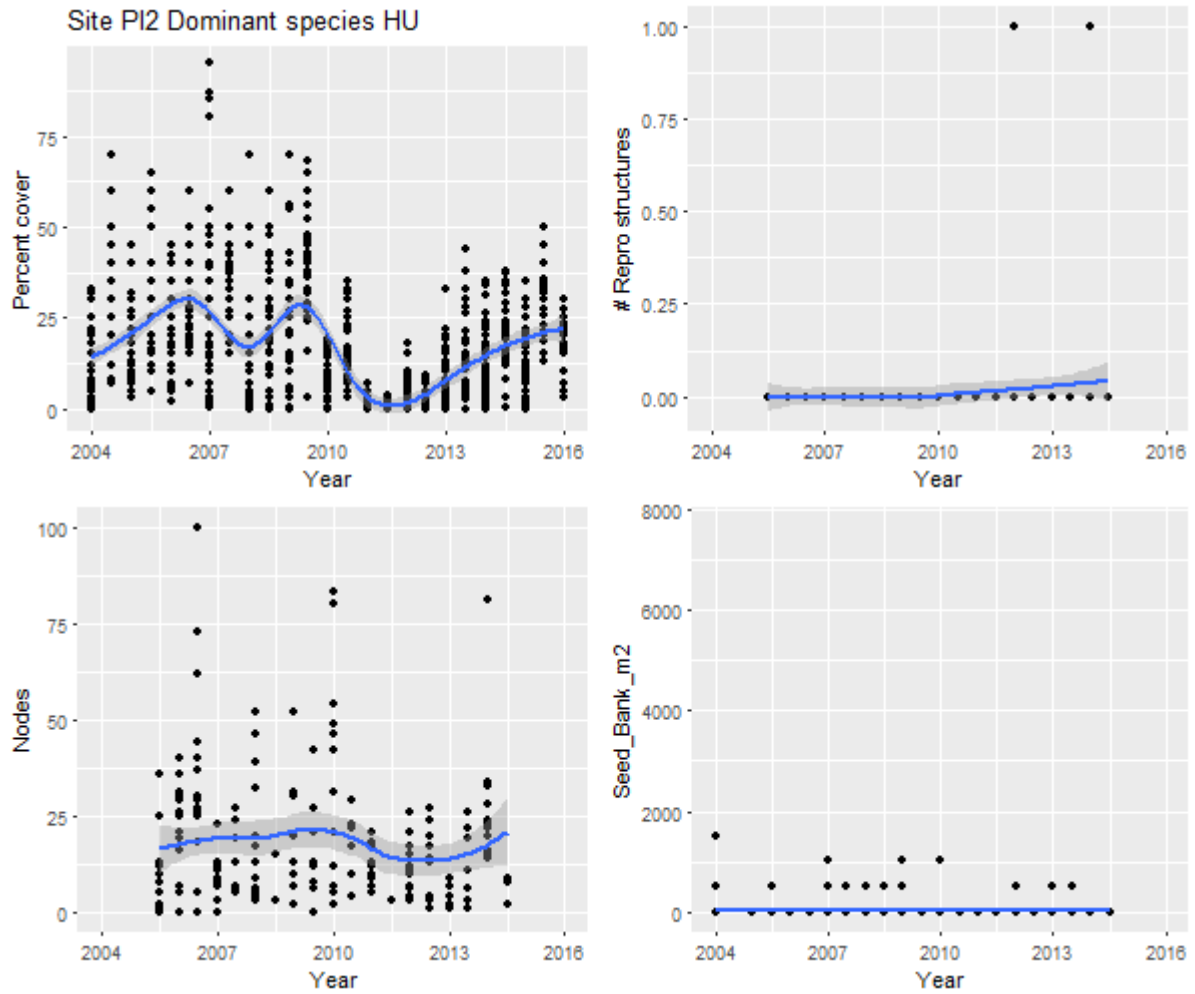 Site PI2 Dominant species HU
Percent cover
75
50
25
0
2004 2007 2010 2013 2016
Year
# Repro structures
1.00
0.75
0.50
0.25
0.00
2004 2007 2010 2013 2016
Year
Nodes
100
75
50
25
0
2004 2007 2010 2013 2016
Year
Seed_Bank_m2
8000
6000
4000
2000
0
2004 2007 2010 2013 2016
Year